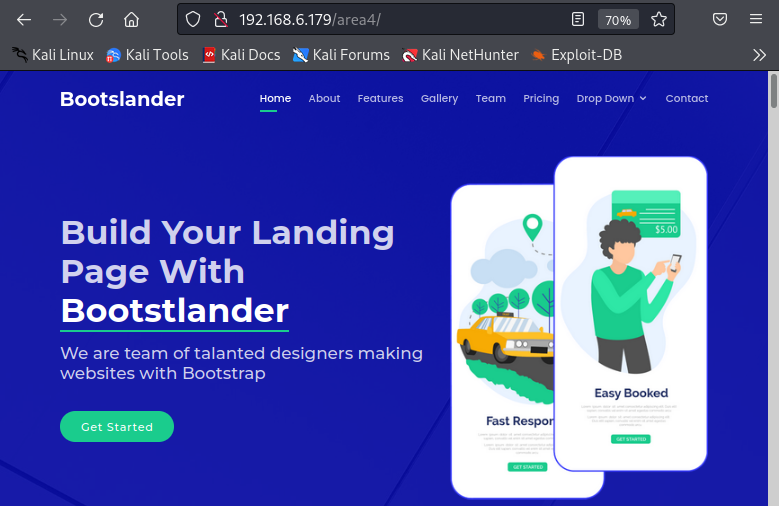 192.168.6.179/area4/
70%
Kali Linux Kali Tools Kali Docs Kali Forums Kali NetHunter Exploit-DB
Bootslander
Home About Features Gallery Team Pricing Drop Down Contact
$5.00
Build Your Landing
Page With
Bootstlander
We are team of talanted designers making
websites with Bootstrap
Get Started
Easy Booked
GET STARTED
Fast Respon
GET STARTED